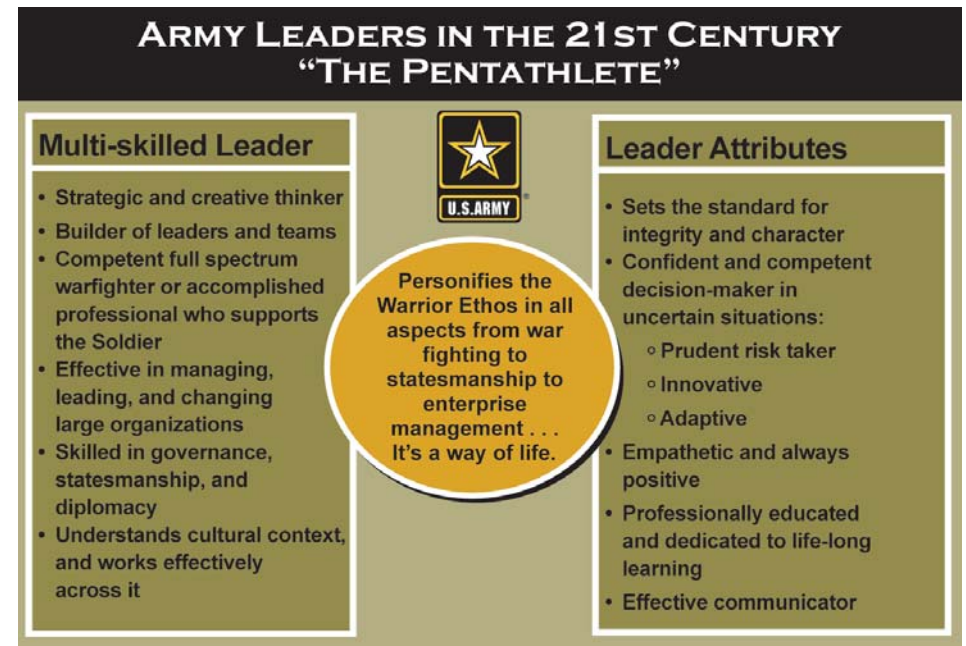 ARMY LEADERS IN THE 21ST CENTURY
“THE PENTATHLETE”
Multi-skilled Leader
• Strategic and creative thinker
• Builder of leaders and teams
• Competent full spectrum
warfighter or accomplished
professional who supports
the Soldier
• Effective in managing,
leading, and changing
large organizations
• Skilled in governance,
statesmanship, and
diplomacy
• Understands cultural context,
and works effectively
across it
U.S.ARMY
®
Personifies the
Warrior Ethos in all
aspects from war
fighting to
statesmanship to
enterprise
management . . .
It’s a way of life.
Leader Attributes
• Sets the standard for
integrity and character
• Confident and competent
decision-maker in
uncertain situations:
○ Prudent risk taker
○ Innovative
○ Adaptive
• Empathetic and always
positive
• Professionally educated
and dedicated to life-long
learning
• Effective communicator